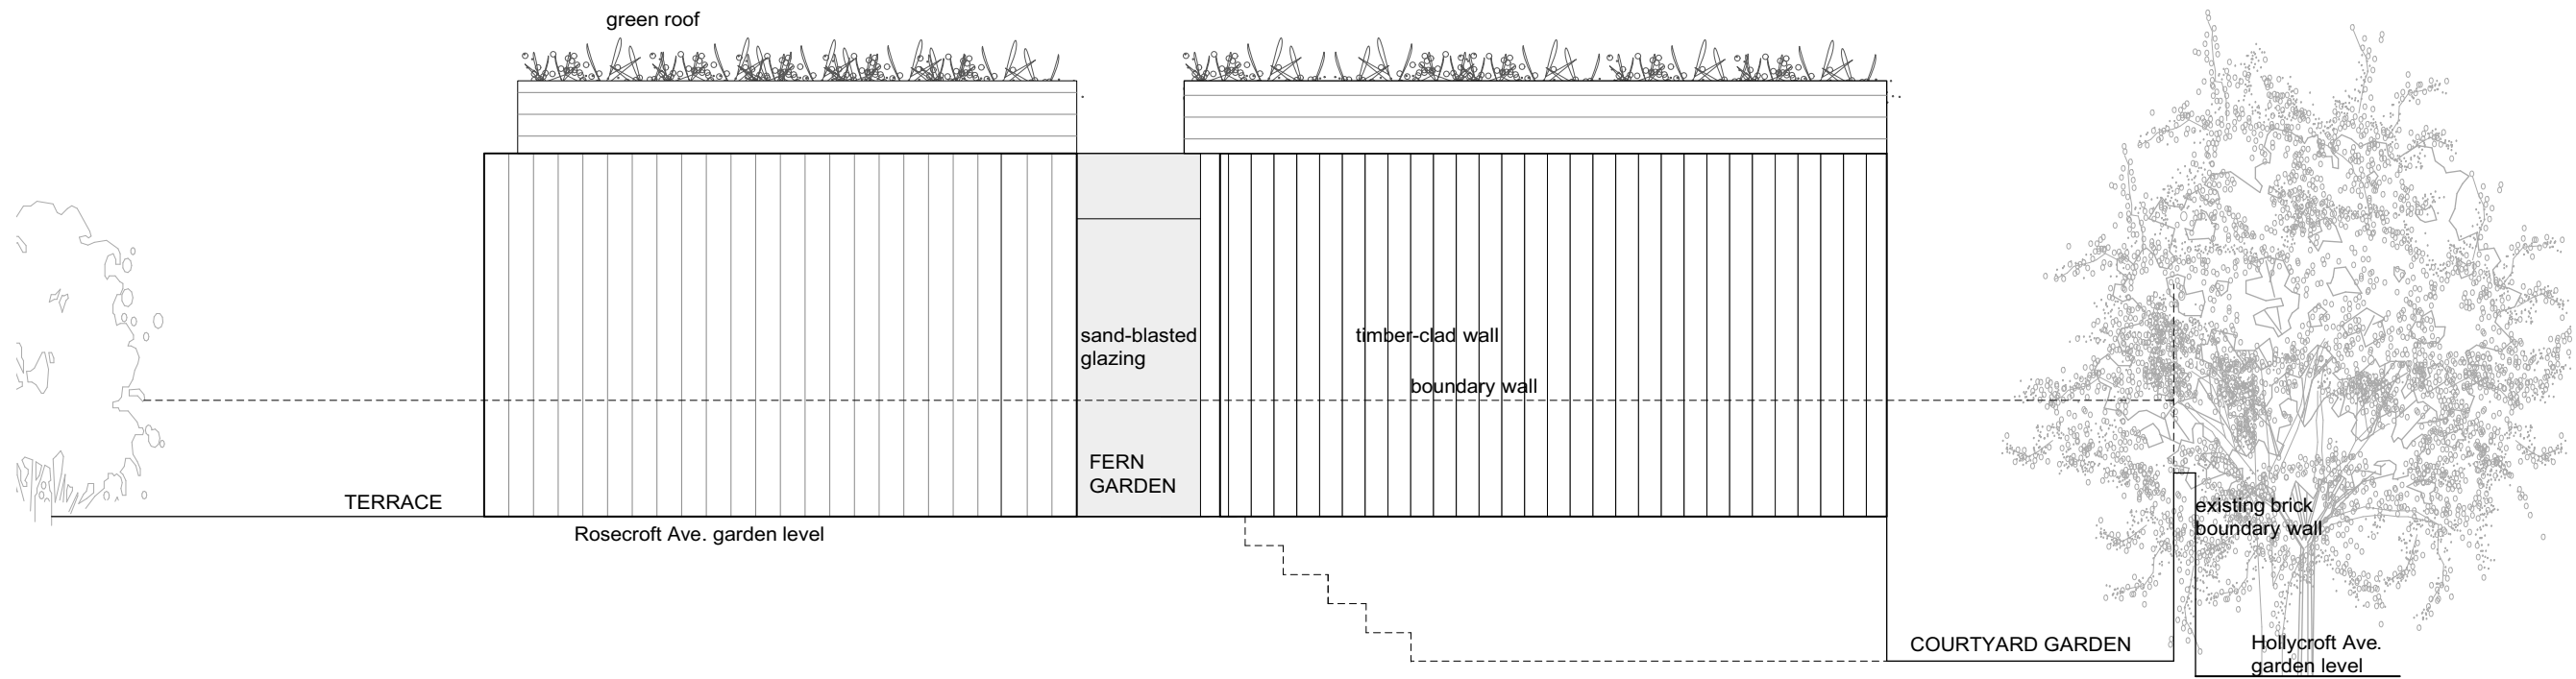 green roof
sand-blasted
glazing
timber-clad wall
boundary wall
FERN
GARDEN
TERRACE
existing brick
boundary wall
Rosecroft Ave. garden level
COURTYARD GARDEN
Hollycroft Ave.
garden level